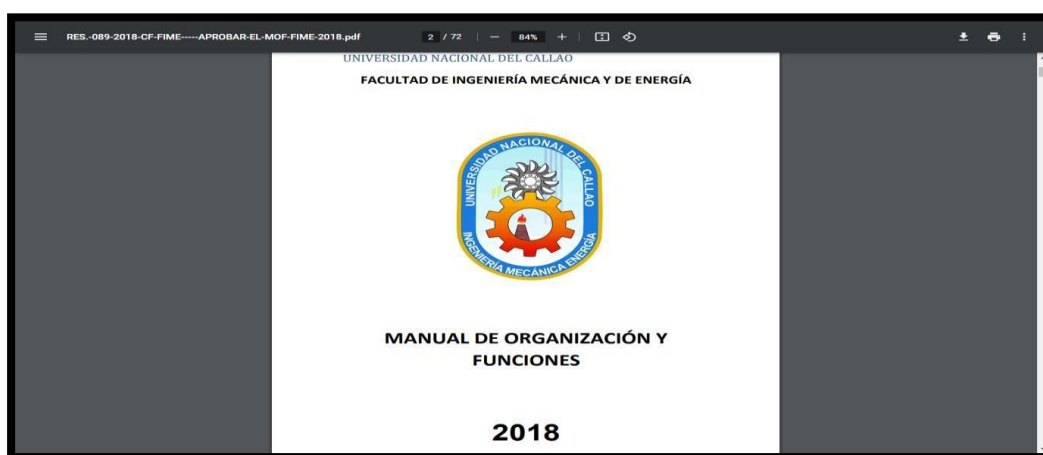 RES.-089-2018-CF-FIME-----APROBAR-EL-MOF-FIME-2018.pdf
2 / 72 | — 84% + |
UNIVERSIDAD NACIONAL DEL CALLAO
FACULTAD DE INGENIERÍA MECÁNICA Y DE ENERGÍA
UNIVERSIDAD NACIONAL DEL CALLAO
INGENIERÍA MECÁNICA ENERGÍA
MANUAL DE ORGANIZACIÓN Y
FUNCIONES
2018